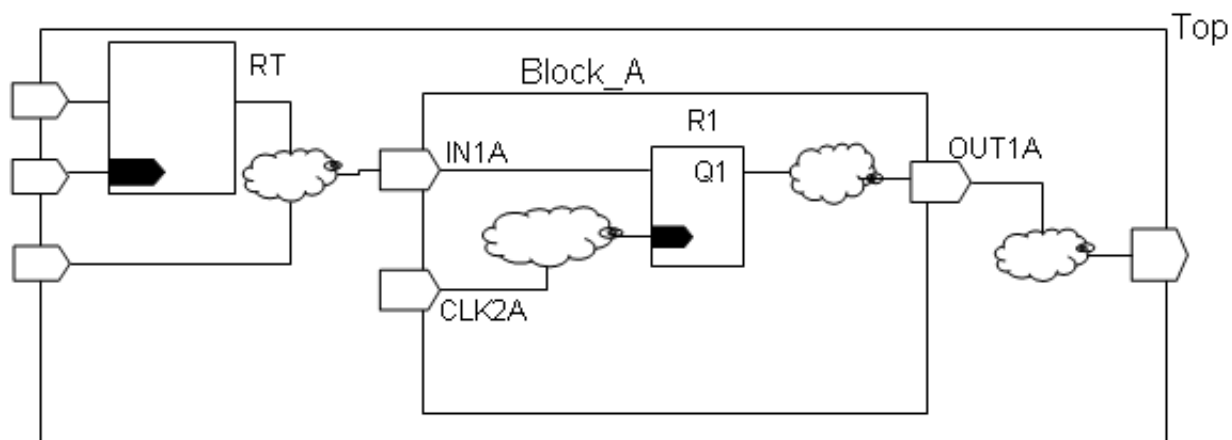 Top
RT
Block_A
R1
IN1A
Q1
OUT1A
CLK2A